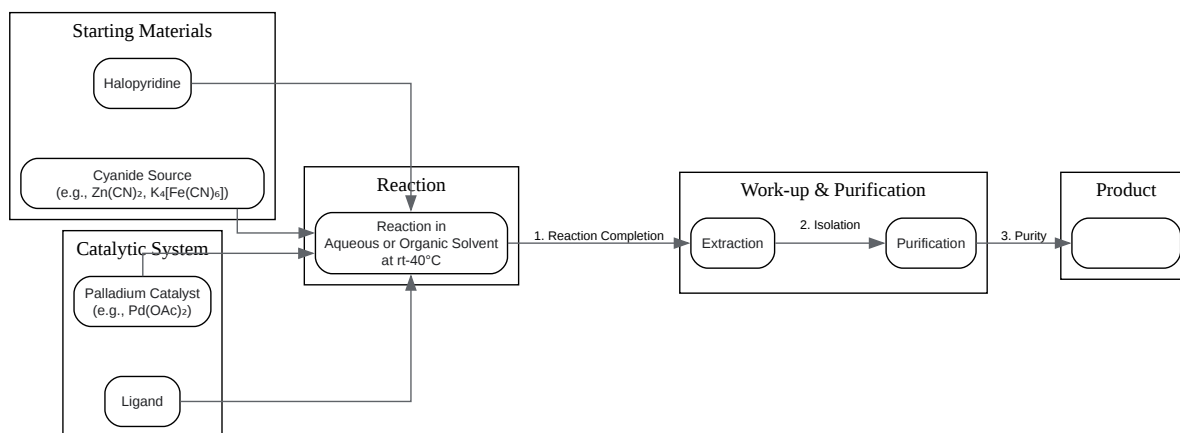 Starting Materials
Halopyridine
Cyanide Source
(e.g., Zn(CN)₂, K₄[Fe(CN)₆])
Catalytic System
Palladium Catalyst
(e.g., Pd(OAc)₂)
Ligand
Reaction
Reaction in
Aqueous or Organic Solvent
at rt-40°C
1. Reaction Completion
Work-up & Purification
Extraction
2. Isolation
Purification
3. Purity
Product